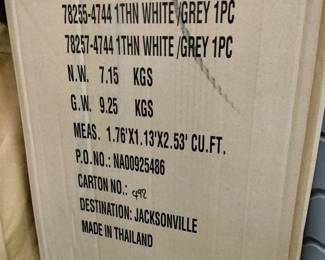 78255-4744 1THN WHITE/GREY 1PC
78257-4744 1THN WHITE/GREY 1PC
N.W. 7.15 KGS
G.W. 9.25 KGS
MEAS. 1.76'X1.13'X2.53' CU.FT.
P.O.NO.: NA00925486
CARTON NO.: 492
DESTINATION: JACKSONVILLE
MADE IN THAILAND